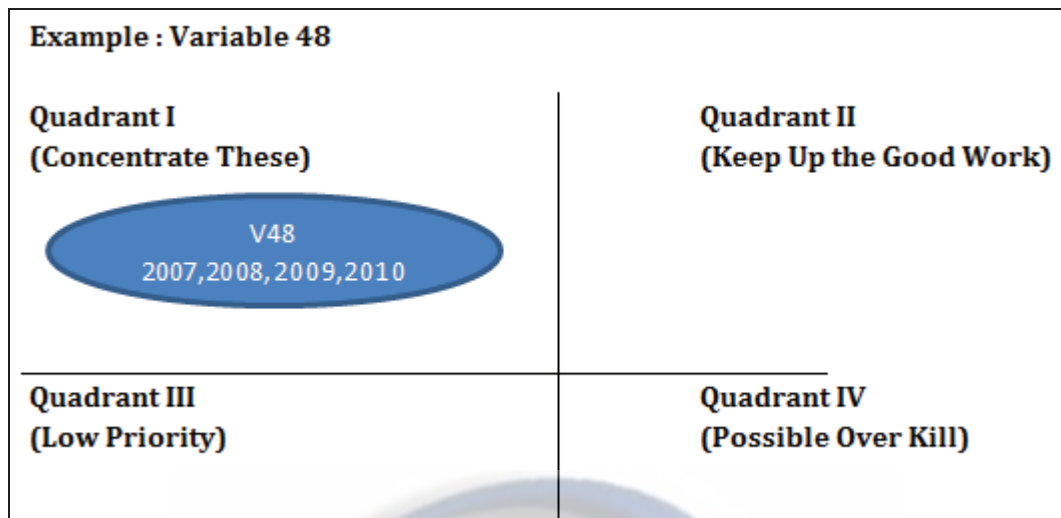 Example : Variable 48
Quadrant I
(Concentrate These)
Quadrant II
(Keep Up the Good Work)
V48
2007,2008,2009,2010
Quadrant III
(Low Priority)
Quadrant IV
(Possible Over Kill)